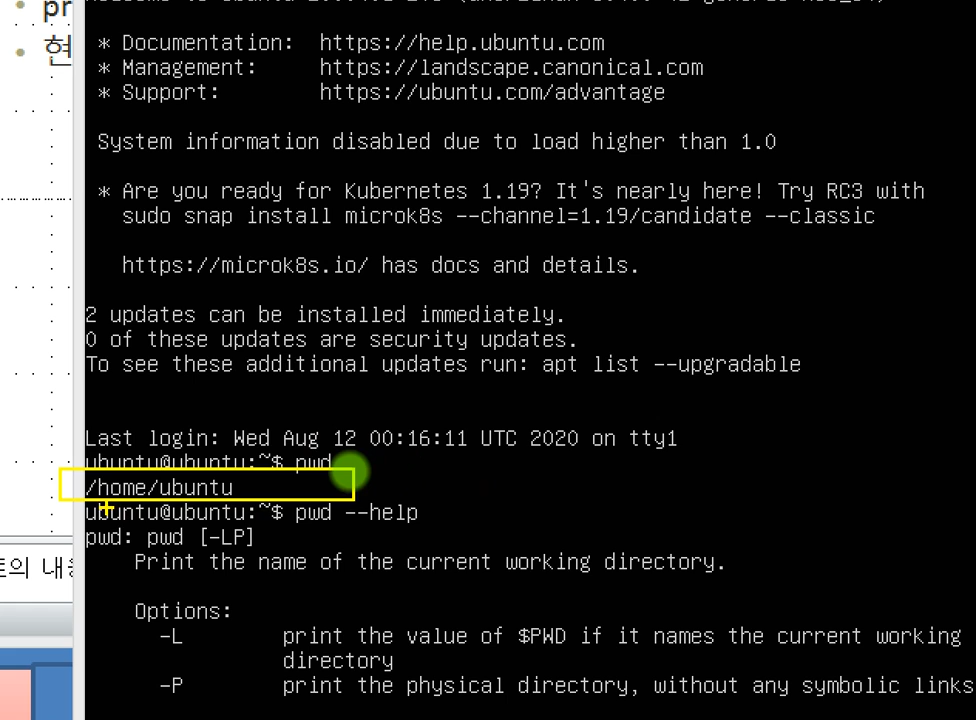 pr
현
* Documentation:  https://help.ubuntu.com
* Management:     https://landscape.canonical.com
* Support:        https://ubuntu.com/advantage
System information disabled due to load higher than 1.0
* Are you ready for Kubernetes 1.19? It's nearly here! Try RC3 with
sudo snap install microk8s --channel=1.19/candidate --classic
https://microk8s.io/ has docs and details.
2 updates can be installed immediately.
0 of these updates are security updates.
To see these additional updates run: apt list --upgradable
Last login: Wed Aug 12 00:16:11 UTC 2020 on tty1
ubuntu@ubuntu:~$ pwd
/home/ubuntu
ubuntu@ubuntu:~$ pwd --help
pwd: pwd [-LP]
Print the name of the current working directory.
Options:
-L        print the value of $PWD if it names the current working
directory
-P        print the physical directory, without any symbolic links